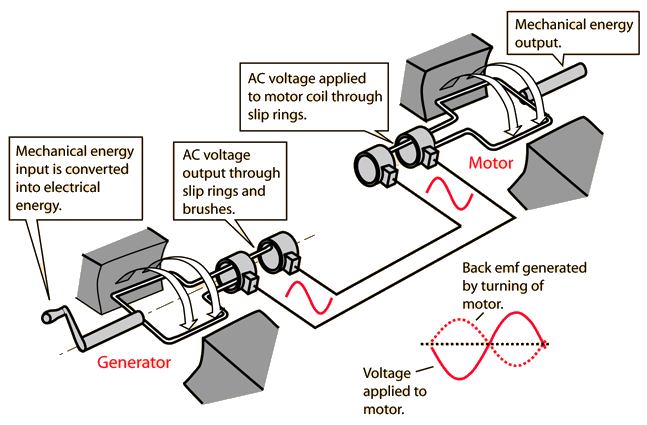 Mechanical energy
output.
AC voltage applied
to motor coil through
slip rings.
Mechanical energy
input is converted
into electrical
energy.
AC voltage
output through
slip rings and
brushes.
Motor
Generator
Back emf generated
by turning of
motor.
Voltage
applied to
motor.